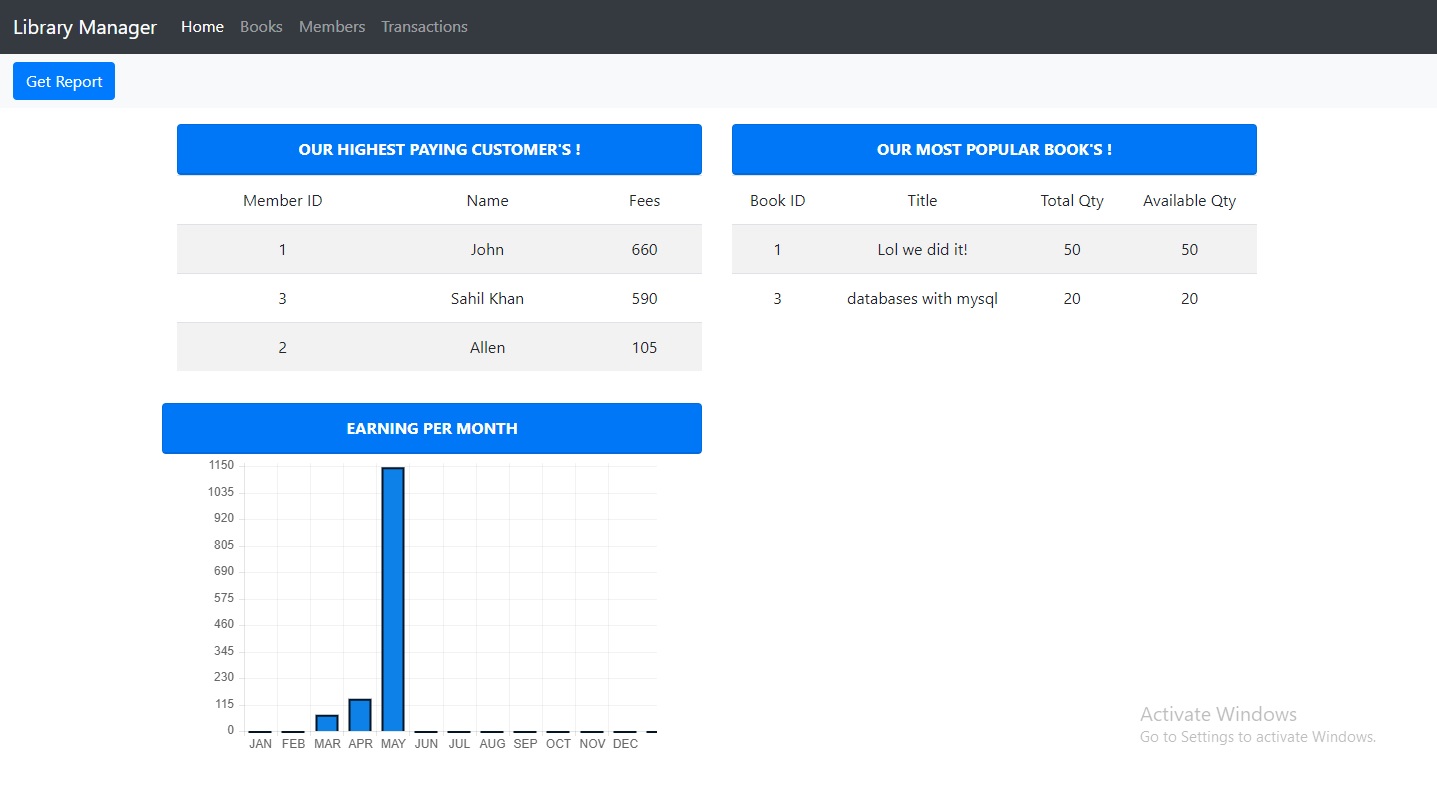 Library Manager Home Books Members Transactions
Get Report
OUR HIGHEST PAYING CUSTOMER'S !
Member ID Name Fees
1 John 660
3 Sahil Khan 590
2 Allen 105
OUR MOST POPULAR BOOK'S !
Book ID Title Total Qty Available Qty
1 Lol we did it! 50 50
3 databases with mysql 20 20
EARNING PER MONTH
1150
1035
920
805
690
575
460
345
230
115
0
JAN FEB MAR APR MAY JUN JUL AUG SEP OCT NOV DEC
Activate Windows
Go to Settings to activate Windows.